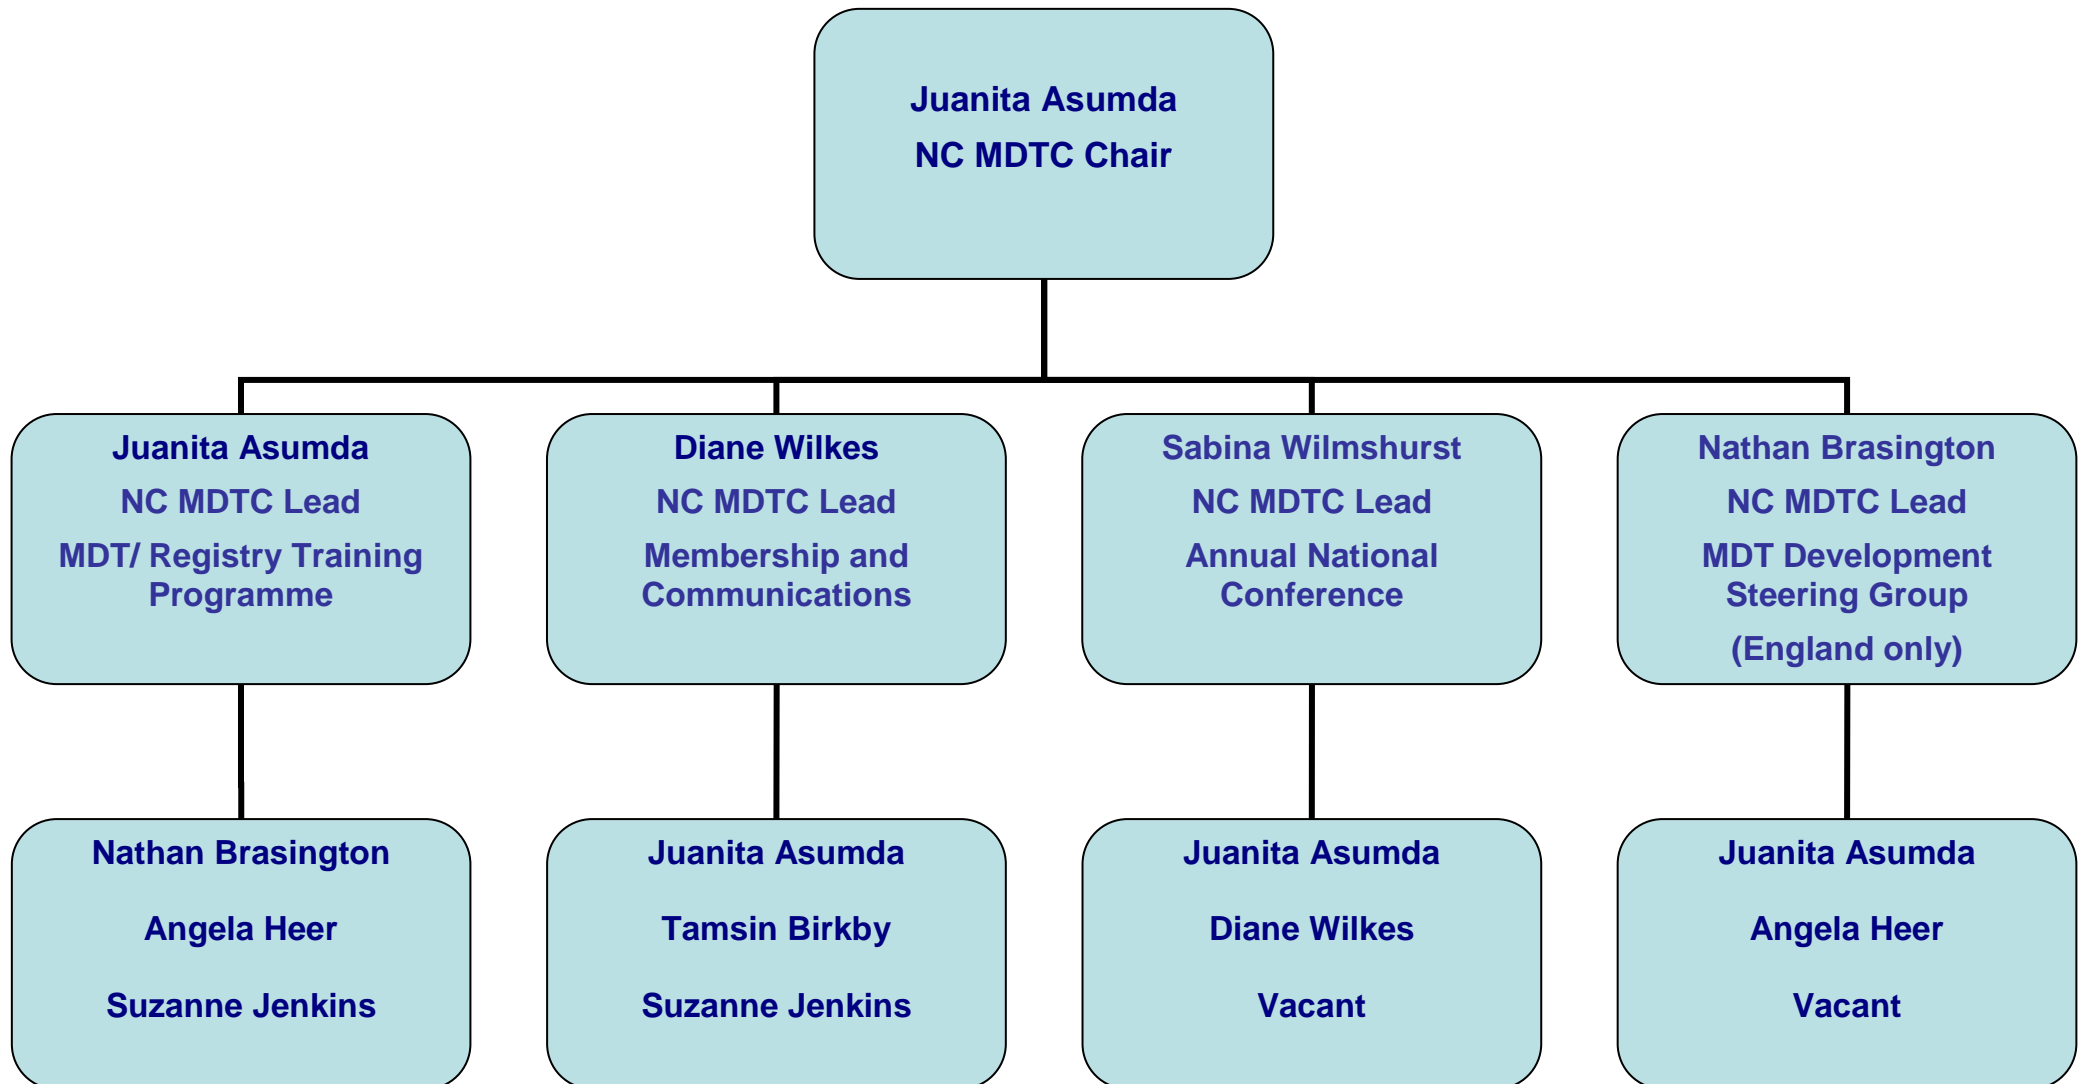 Juanita Asumda
NC MDTC Chair
Juanita Asumda
NC MDTC Lead
MDT/ Registry Training
Programme
Diane Wilkes
NC MDTC Lead
Membership and
Communications
Sabina Wilmshurst
NC MDTC Lead
Annual National
Conference
Nathan Brasington
NC MDTC Lead
MDT Development
Steering Group
(England only)
Nathan Brasington
Angela Heer
Suzanne Jenkins
Juanita Asumda
Tamsin Birkby
Suzanne Jenkins
Juanita Asumda
Diane Wilkes
Vacant
Juanita Asumda
Angela Heer
Vacant